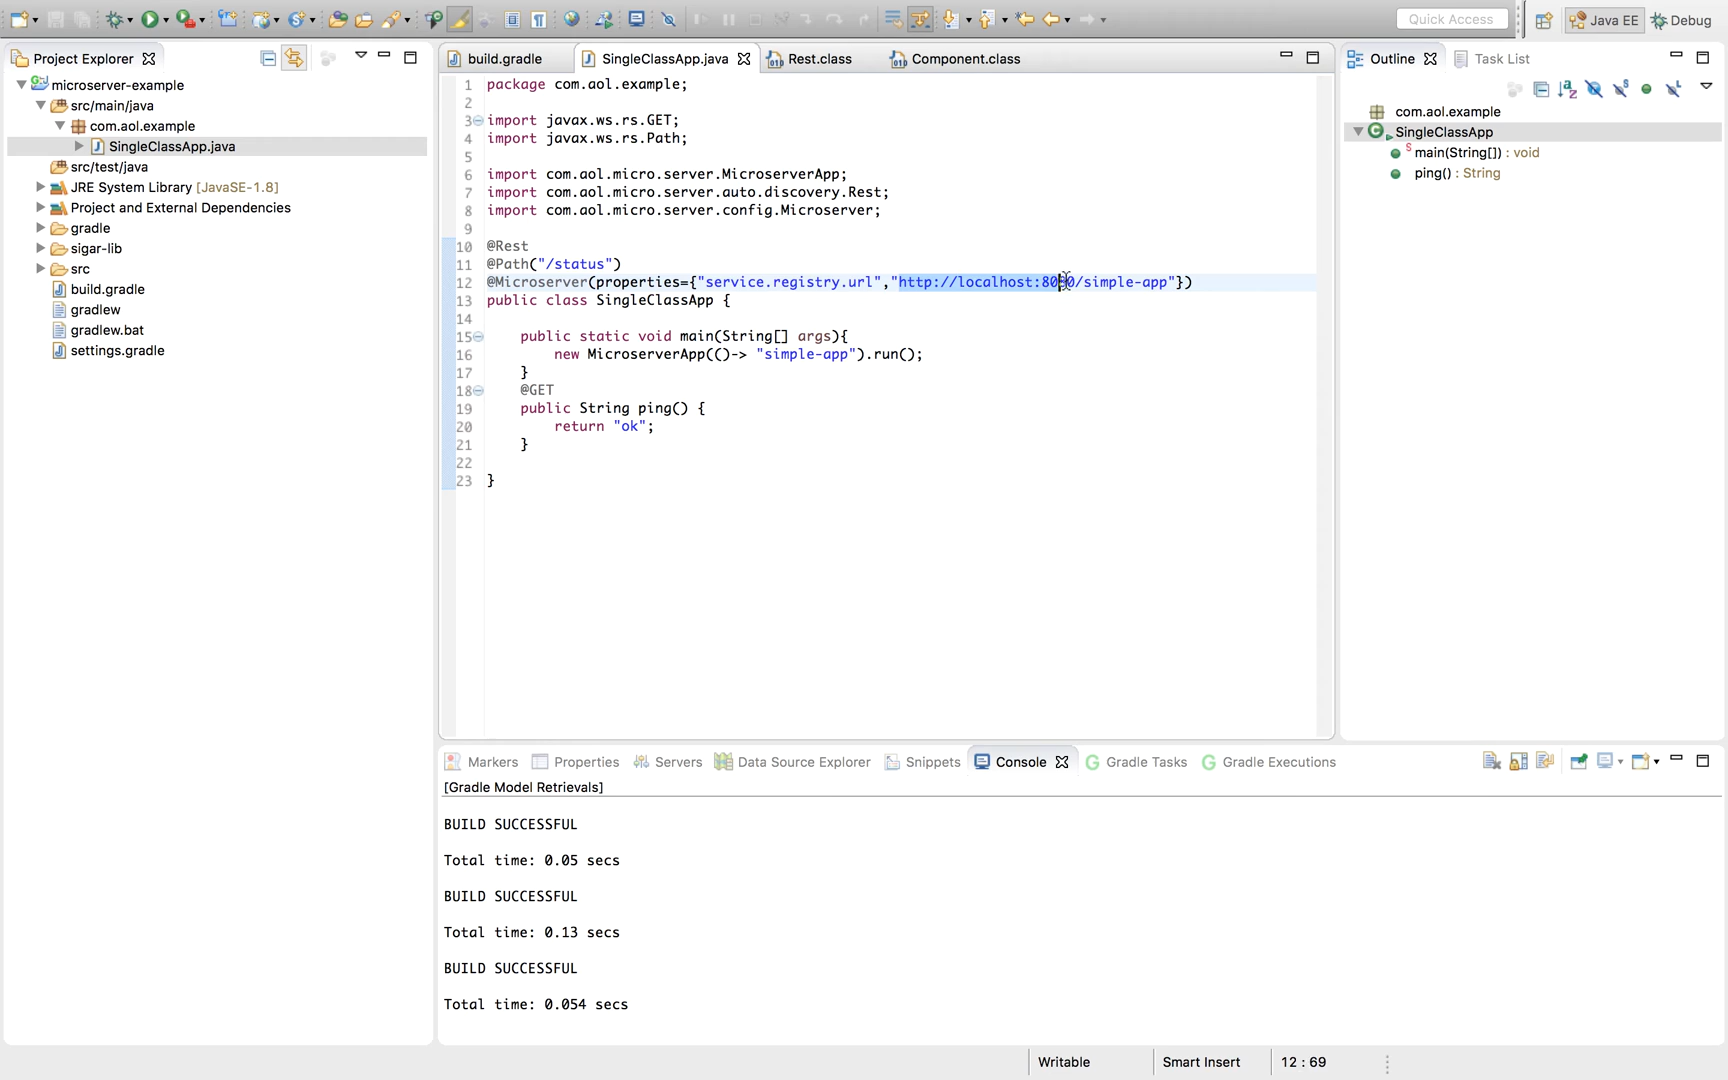 Quick Access
Java EE
Debug
Project Explorer
microserver-example
src/main/java
com.aol.example
SingleClassApp.java
src/test/java
JRE System Library [JavaSE-1.8]
Project and External Dependencies
gradle
sigar-lib
src
build.gradle
gradlew
gradlew.bat
settings.gradle
build.gradle
SingleClassApp.java
Rest.class
Component.class
1 package com.aol.example;
2
3 import javax.ws.rs.GET;
4 import javax.ws.rs.Path;
5
6 import com.aol.micro.server.MicroserverApp;
7 import com.aol.micro.server.auto.discovery.Rest;
8 import com.aol.micro.server.config.Microserver;
9
10 @Rest
11 @Path("/status")
12 @Microserver(properties={"service.registry.url","http://localhost:8080/simple-app"})
13 public class SingleClassApp {
14
15 public static void main(String[] args){
16 new MicroserverApp(()-> "simple-app").run();
17 }
18 @GET
19 public String ping() {
20 return "ok";
21 }
22
23 }
Outline
Task List
com.aol.example
SingleClassApp
main(String[]) : void
ping() : String
Markers
Properties
Servers
Data Source Explorer
Snippets
Console
Gradle Tasks
Gradle Executions
[Gradle Model Retrievals]
BUILD SUCCESSFUL
Total time: 0.05 secs
BUILD SUCCESSFUL
Total time: 0.13 secs
BUILD SUCCESSFUL
Total time: 0.054 secs
Writable
Smart Insert
12 : 69